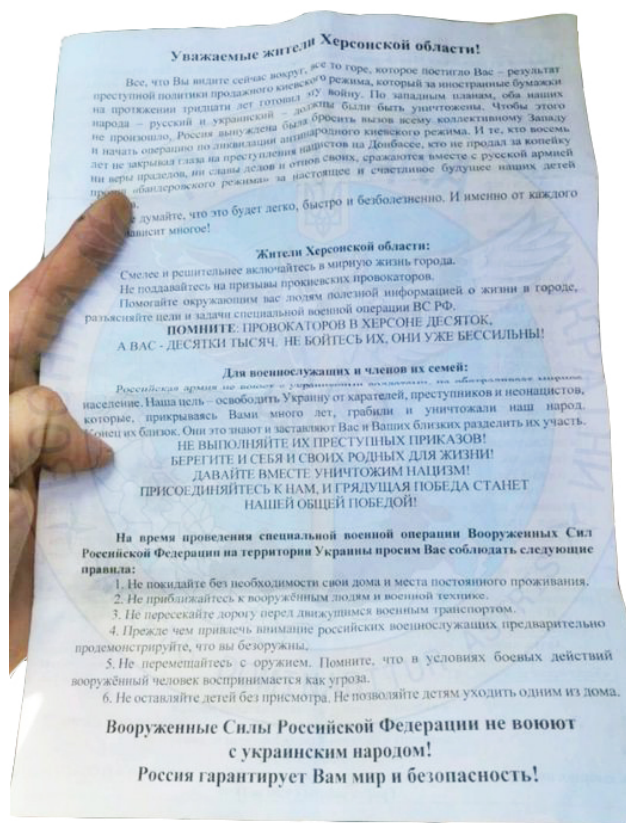 Уважаемые жители Херсонской области!
Все, что Вы видите сейчас вокруг, все то горе, которое постигло Вас – результат
преступной политики продажного киевского режима, который за иностранные бумажки
на протяжении тридцати лет готовил эту войну. По западным планам, оба наших
народа – русский и украинский – должны были быть уничтожены. Чтобы этого
не произошло, Россия вынуждена была бросить вызов всему коллективному Западу
и начать операцию по ликвидации антинародного киевского режима. И те, кто восемь
лет не закрывал глаза на преступления нацистов на Донбассе, кто не продал за копейку
ни веры прадедов, ни славы дедов и отцов своих, сражаются вместе с русской армией
против «бандеровского режима» за настоящее и счастливое будущее наших детей
думайте, что это будет легко, быстро и безболезненно. И именно от каждого
зависит многое!
Жители Херсонской области:
Смелее и решительнее включайтесь в мирную жизнь города.
Не поддавайтесь на призывы прокиевских провокаторов.
Помогайте окружающим вас людям полезной информацией о жизни в городе,
разъясняйте цели и задачи специальной военной операции ВС РФ.
ПОМНИТЕ: ПРОВОКАТОРОВ В ХЕРСОНЕ ДЕСЯТОК,
А ВАС - ДЕСЯТКИ ТЫСЯЧ. НЕ БОЙТЕСЬ ИХ, ОНИ УЖЕ БЕССИЛЬНЫ!
Для военнослужащих и членов их семей:
Российская армия не воюет с украинскими солдатами, не обстреливает мирное
население. Наша цель – освободить Украину от карателей, преступников и неонацистов,
которые, прикрываясь Вами много лет, грабили и уничтожали наш народ.
Конец их близок. Они это знают и заставляют Вас и Ваших близких разделить их участь.
НЕ ВЫПОЛНЯЙТЕ ИХ ПРЕСТУПНЫХ ПРИКАЗОВ!
БЕРЕГИТЕ И СЕБЯ И СВОИХ РОДНЫХ ДЛЯ ЖИЗНИ!
ДАВАЙТЕ ВМЕСТЕ УНИЧТОЖИМ НАЦИЗМ!
ПРИСОЕДИНЯЙТЕСЬ К НАМ, И ГРЯДУЩАЯ ПОБЕДА СТАНЕТ
НАШЕЙ ОБЩЕЙ ПОБЕДОЙ!
На время проведения специальной военной операции Вооруженных Сил
Российской Федерации на территории Украины просим Вас соблюдать следующие
правила:
1. Не покидайте без необходимости свои дома и места постоянного проживания.
2. Не приближайтесь к вооружённым людям и военной технике.
3. Не пересекайте дорогу перед движущимся военным транспортом.
4. Прежде чем привлечь внимание российских военнослужащих предварительно
продемонстрируйте, что вы безоружны.
5. Не перемещайтесь с оружием. Помните, что в условиях боевых действий
вооружённый человек воспринимается как угроза.
6. Не оставляйте детей без присмотра. Не позволяйте детям уходить одним из дома.
Вооруженные Силы Российской Федерации не воюют
с украинским народом!
Россия гарантирует Вам мир и безопасность!